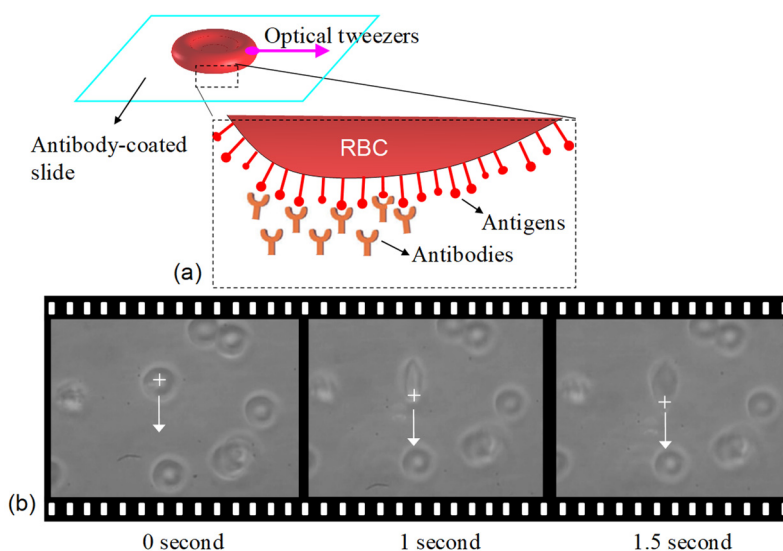 Optical tweezers
Antibody-coated
slide
RBC
Antigens
Antibodies
(a)
(b)
0 second
1 second
1.5 second